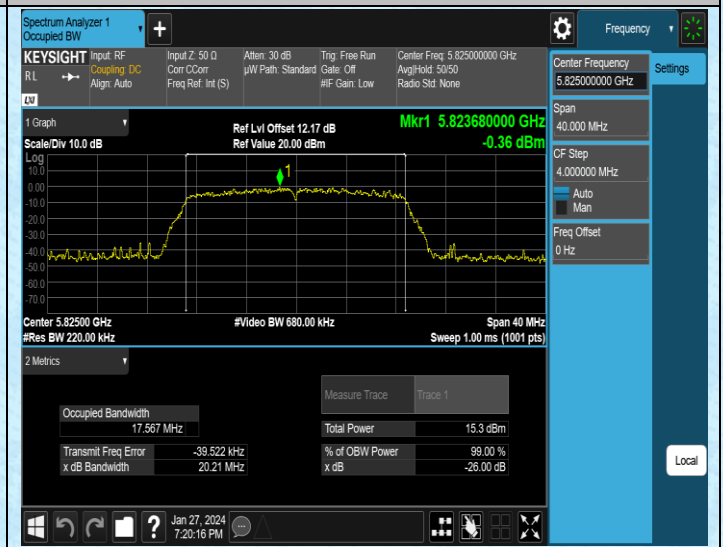 Spectrum Analyzer 1
Occupied BW
Frequency
KEYSIGHT
RL
LXI
Input: RF
Coupling: DC
Align: Auto
Input Z: 50 Ω
Corr CCorr
Freq Ref: Int (S)
Atten: 30 dB
µW Path: Standard
Trig: Free Run
Gate: Off
#IF Gain: Low
Center Freq: 5.825000000 GHz
Avg|Hold: 50/50
Radio Std: None
Center Frequency
5.825000000 GHz
Settings
Span
40.000 MHz
CF Step
4.000000 MHz
Auto
Man
Freq Offset
0 Hz
1 Graph
Scale/Div 10.0 dB
Ref Lvl Offset 12.17 dB
Ref Value 20.00 dBm
Mkr1 5.823680000 GHz
-0.36 dBm
Log
10.0
0.00
-10.0
-20.0
-30.0
-40.0
-50.0
-60.0
-70.0
1
Center 5.82500 GHz
#Res BW 220.00 kHz
#Video BW 680.00 kHz
Span 40 MHz
Sweep 1.00 ms (1001 pts)
2 Metrics
Measure Trace
Trace 1
Occupied Bandwidth
17.567 MHz
Total Power
15.3 dBm
Transmit Freq Error
-39.522 kHz
% of OBW Power
99.00 %
x dB Bandwidth
20.21 MHz
x dB
-26.00 dB
Local
Jan 27, 2024
7:20:16 PM